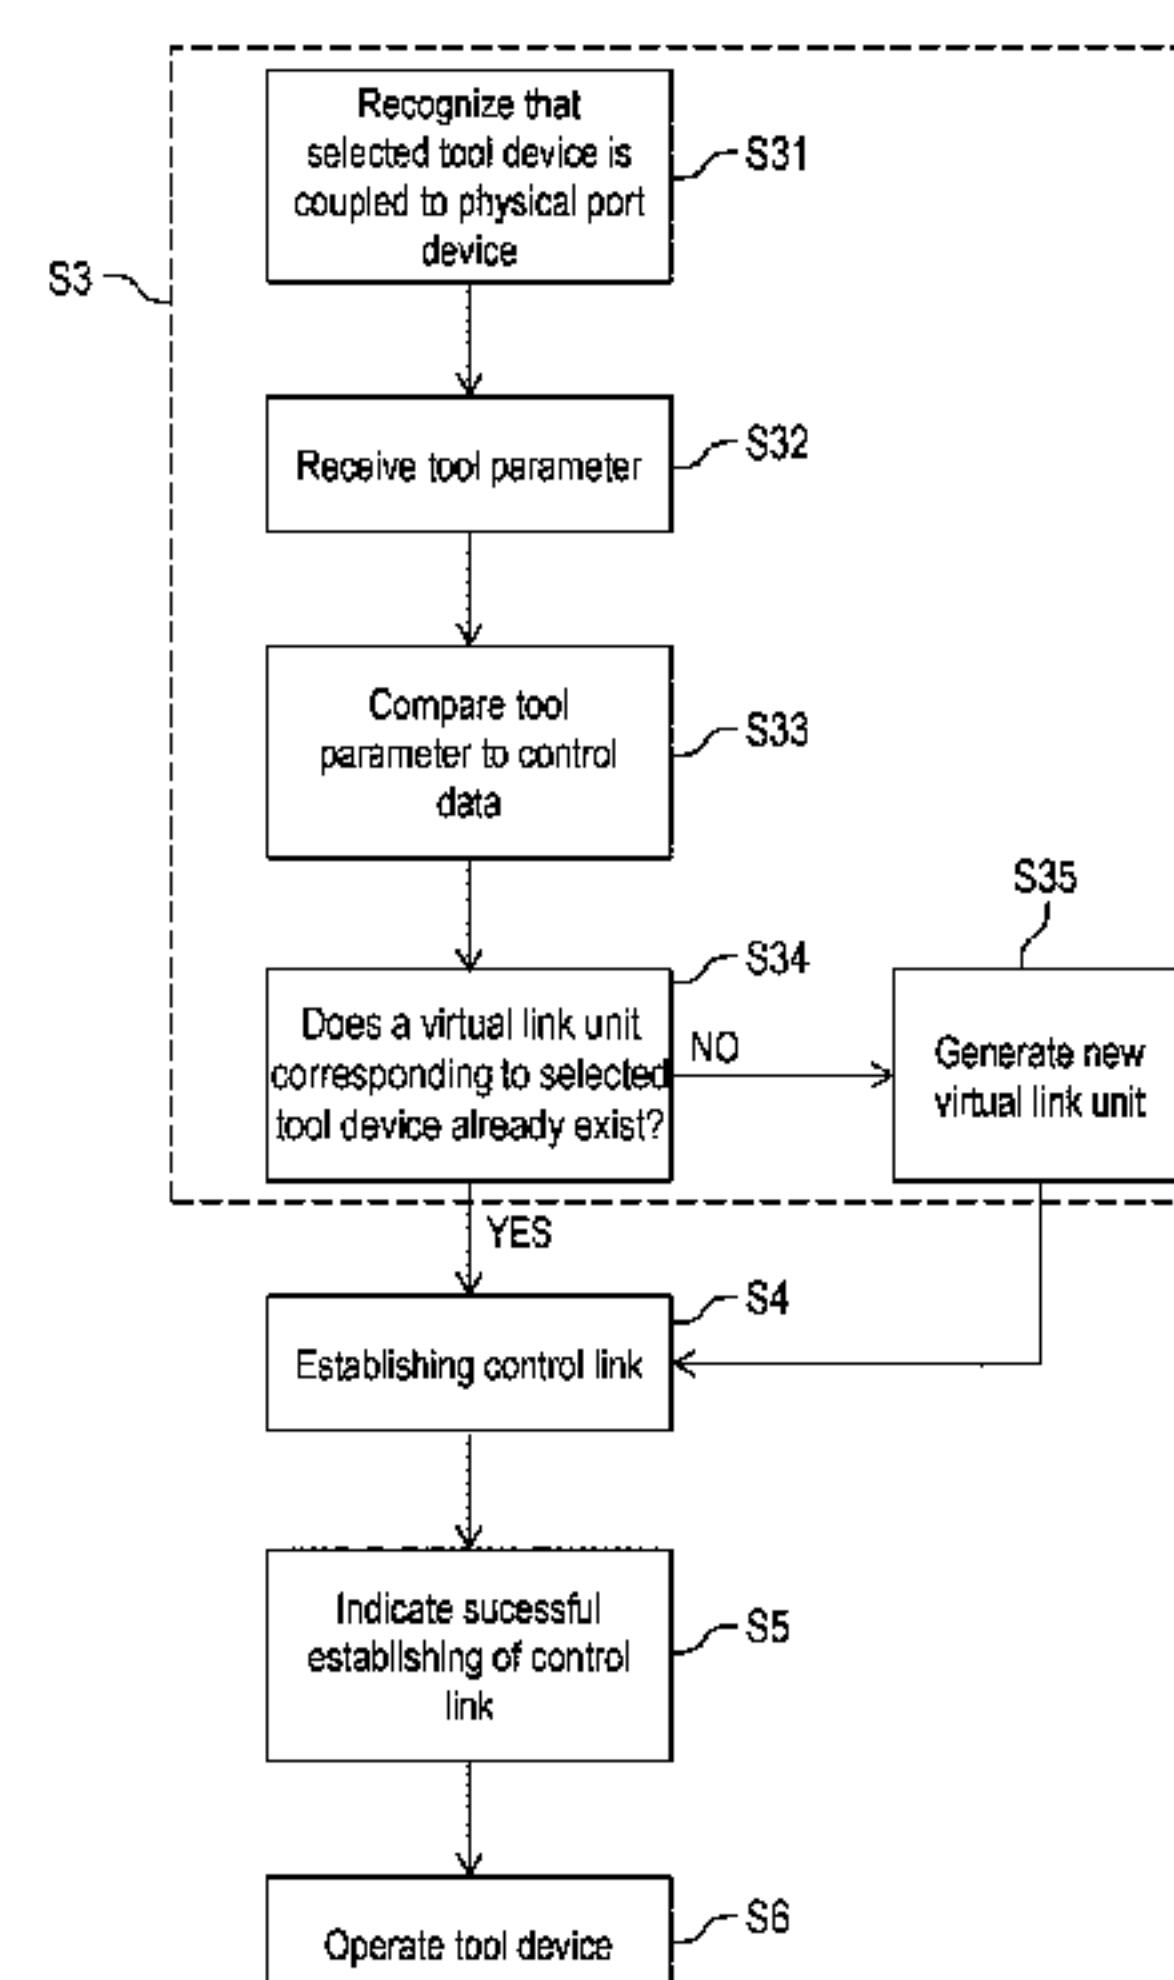 Recognize that
selected tool device is
coupled to physical port
device
S31
S3
Receive tool parameter
S32
Compare tool
parameter to control
data
S33
Does a virtual link unit
corresponding to selected
tool device already exist?
S34
NO
S35
Generate new
virtual link unit
YES
Establishing control link
S4
Indicate sucessful
establishing of control
link
S5
Operate tool device
S6